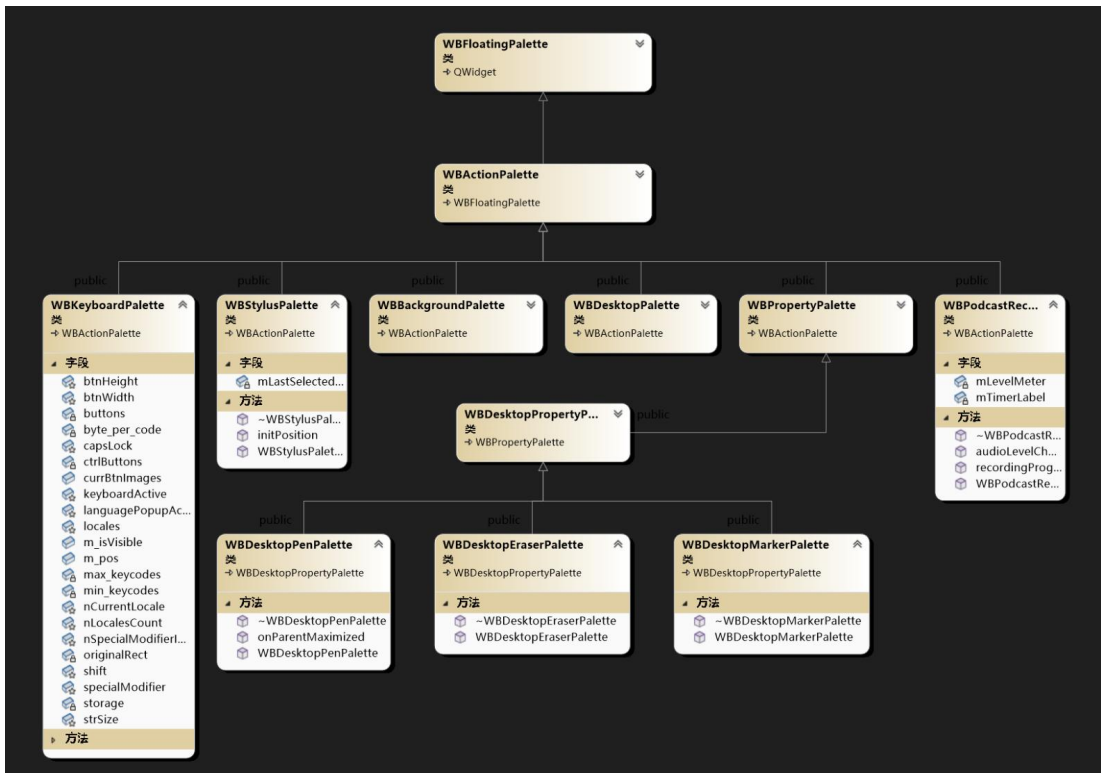 WBFloatingPalette
类
QWidget
WBActionPalette
类
WBFloatingPalette
public
public
public
public
public
public
WBKeyboardPalette
类
WBActionPalette
字段
btnHeight
btnWidth
buttons
byte_per_code
capsLock
ctrlButtons
currBtnImages
keyboardActive
languagePopupAc...
locales
m_isVisible
m_pos
max_keycodes
min_keycodes
nCurrentLocale
nLocalesCount
nSpecialModifierI...
originalRect
shift
specialModifier
storage
strSize
方法
WBStylusPalette
类
WBActionPalette
字段
mLastSelected...
方法
~WBStylusPal...
initPosition
WBStylusPalet...
WBBackgroundPalette
类
WBActionPalette
WBDesktopPalette
类
WBActionPalette
WBPropertyPalette
类
WBActionPalette
WBPodcastRec...
类
WBActionPalette
字段
mLevelMeter
mTimerLabel
方法
~WBPodcastR...
audioLevelCh...
recordingProg...
WBPodcastRe...
WBDesktopPropertyP...
类
WBPropertyPalette
public
public
public
public
WBDesktopPenPalette
类
WBDesktopPropertyPalette
方法
~WBDesktopPenPalette
onParentMaximized
WBDesktopPenPalette
WBDesktopEraserPalette
类
WBDesktopPropertyPalette
方法
~WBDesktopEraserPalette
WBDesktopEraserPalette
WBDesktopMarkerPalette
类
WBDesktopPropertyPalette
方法
~WBDesktopMarkerPalette
WBDesktopMarkerPalette